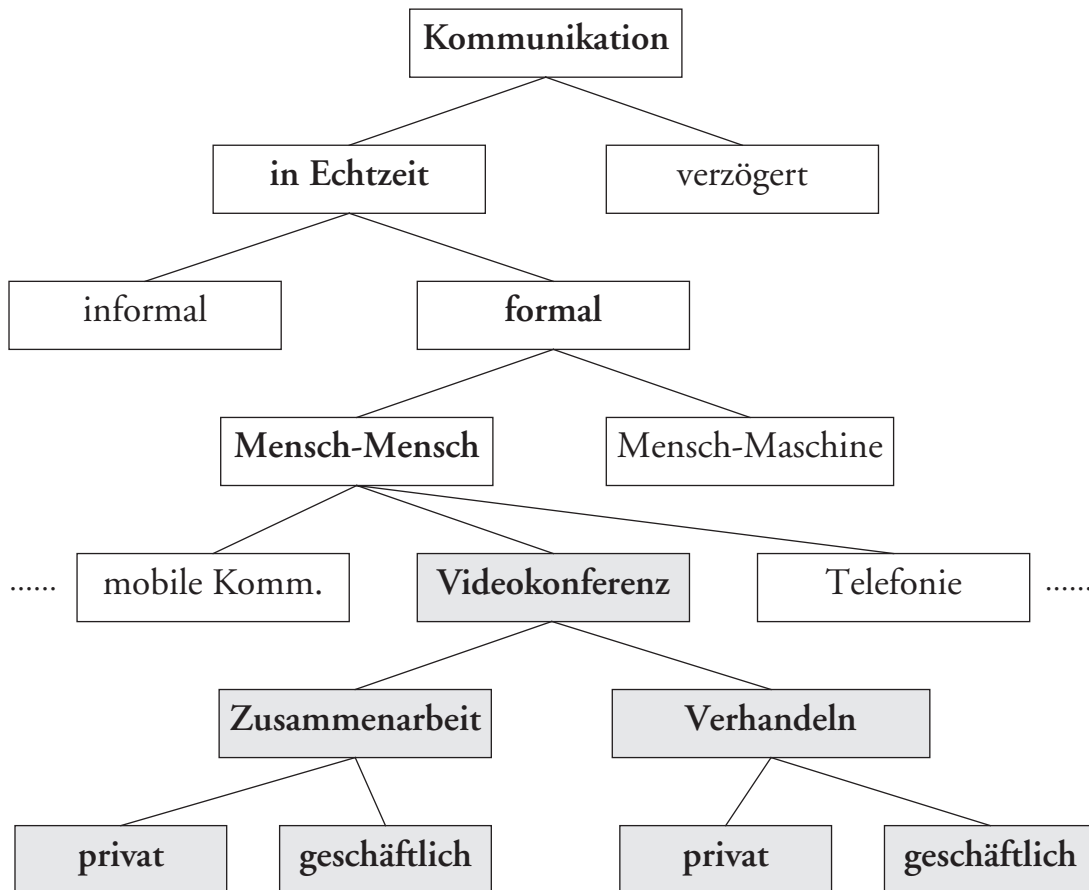 Kommunikation
in Echtzeit verzögert
informal formal
Mensch-Mensch Mensch-Maschine
...... mobile Komm. Videokonferenz Telefonie ......
Zusammenarbeit Verhandeln
privat geschäftlich privat geschäftlich